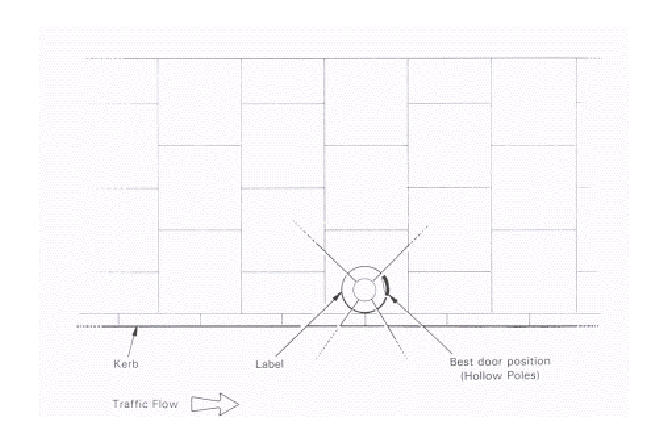 Kerb
Label
Best door position
(Hollow Poles)
Traffic Flow